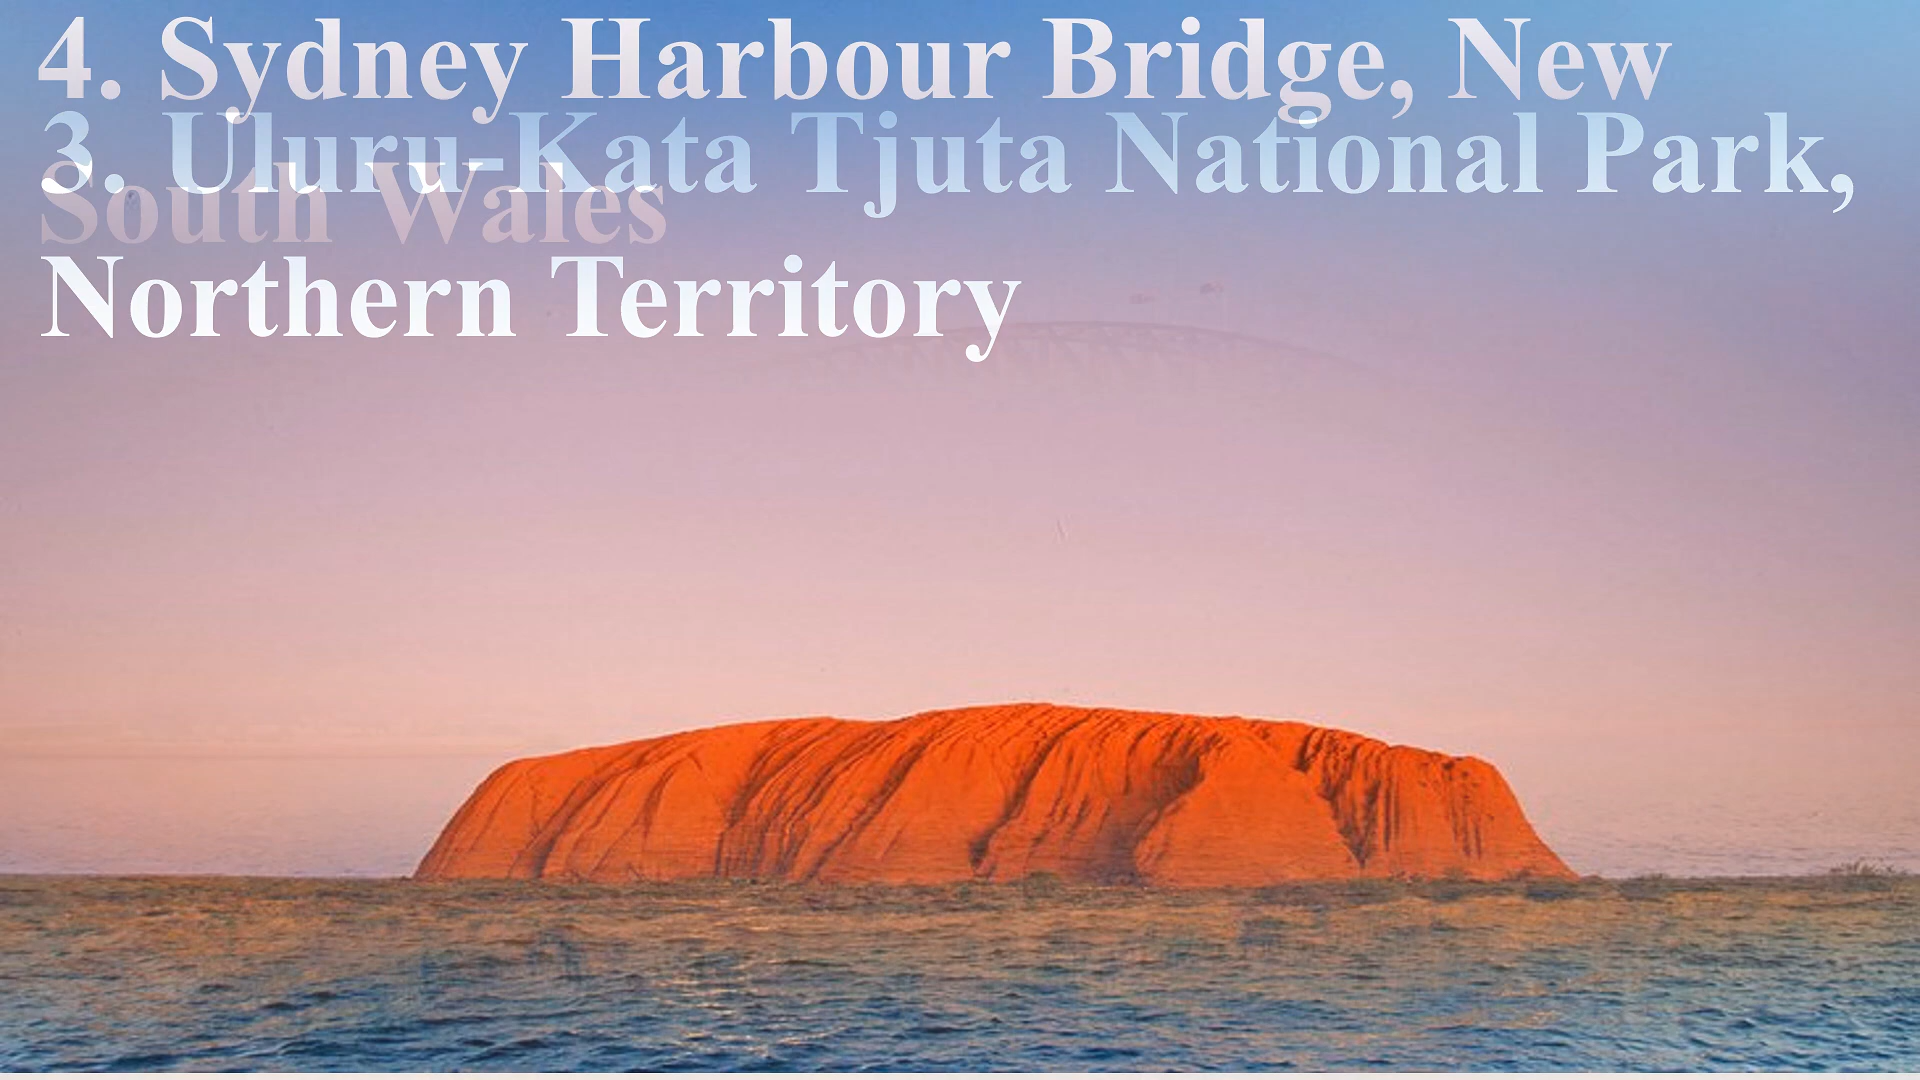 4. Sydney Harbour Bridge, New
South Wales
3. Uluru-Kata Tjuta National Park,
Northern Territory